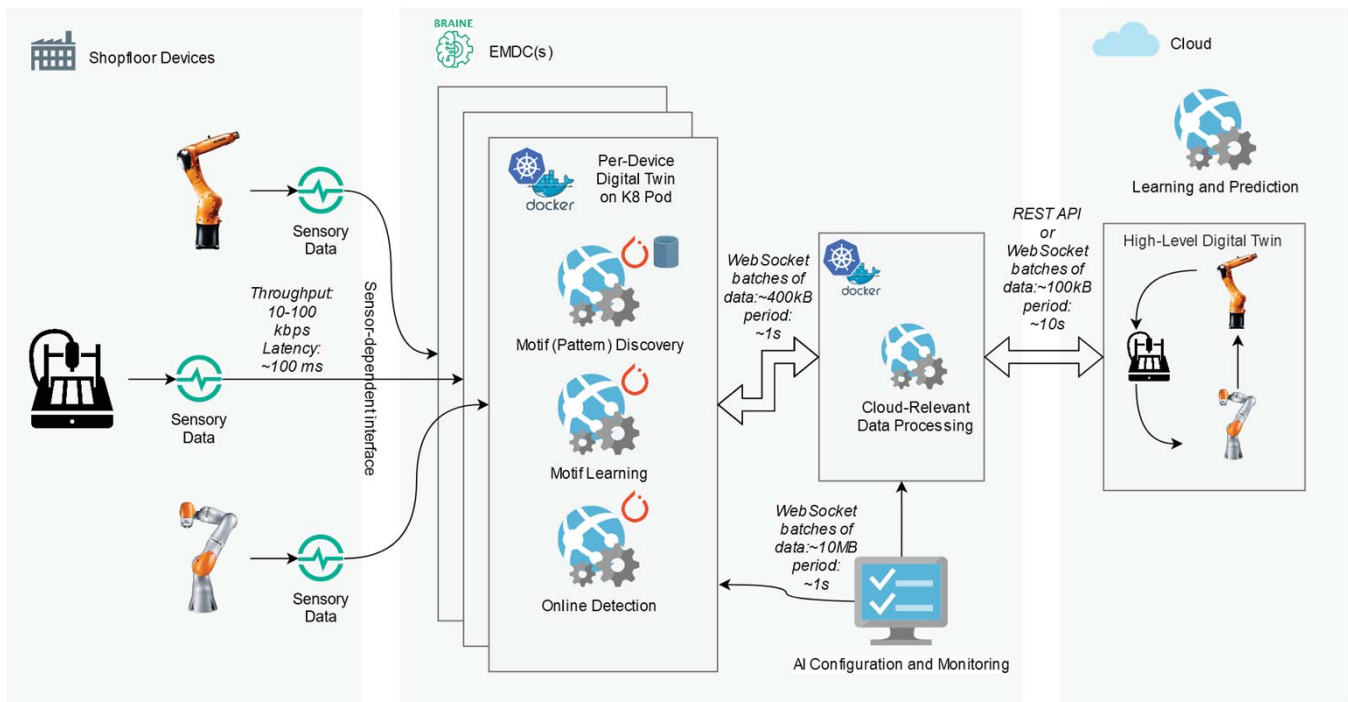 Shopfloor Devices
Sensory
Data
Throughput:
10-100
kbps
Latency:
~100 ms
Sensory
Data
Sensory
Data
Sensor-dependent interface
BRAINE
EMDC(s)
Per-Device
Digital Twin
on K8 Pod
docker
Motif (Pattern) Discovery
Motif Learning
Online Detection
WebSocket
batches of
data:~400kB
period:
~1s
docker
Cloud-Relevant
Data Processing
WebSocket
batches of
data:~10MB
period:
~1s
AI Configuration and Monitoring
REST API
or
WebSocket
batches of
data:~100kB
period:
~10s
Cloud
Learning and Prediction
High-Level Digital Twin